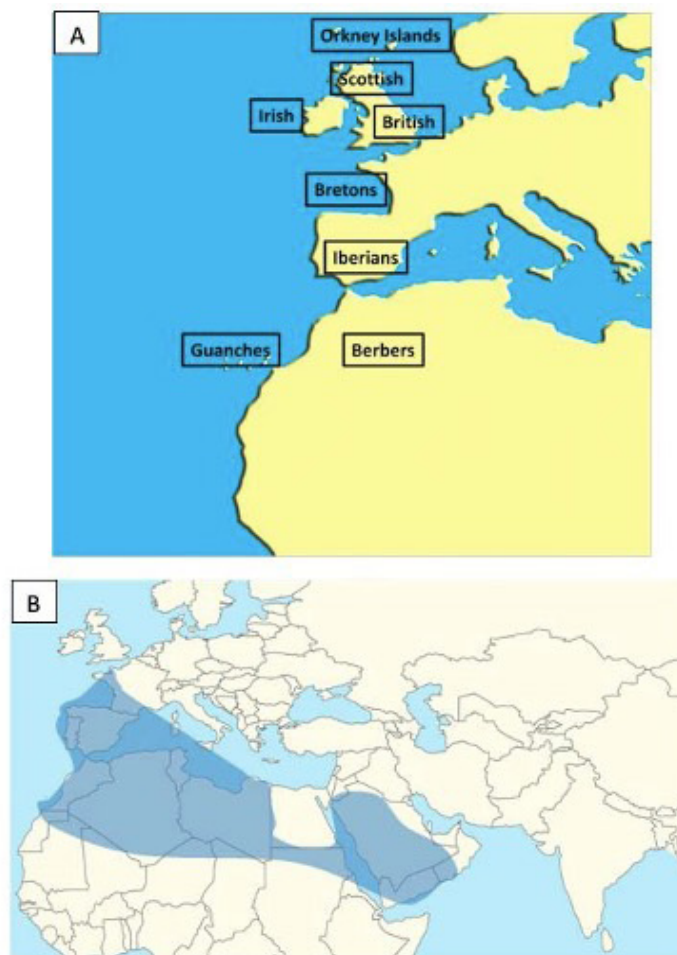 A
Orkney Islands
Scottish
Irish
British
Bretons
Iberians
Guanches
Berbers
B